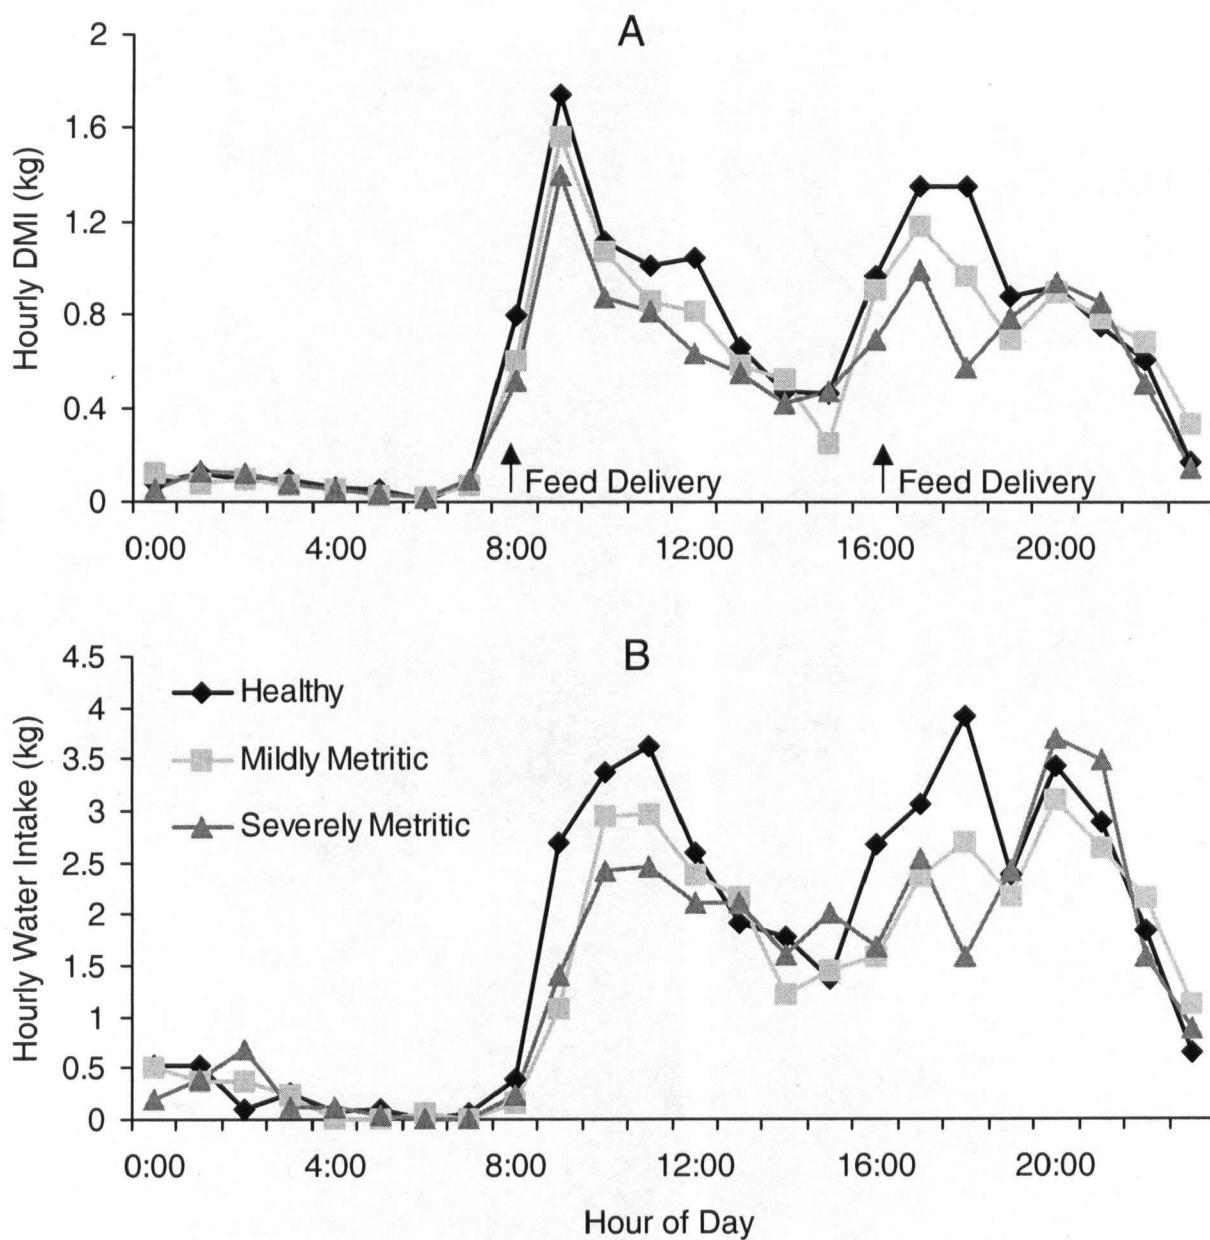 A
2
1.6
1.2
0.8
0.4
0
Hourly DMI (kg)
Feed Delivery
Feed Delivery
0:00 4:00 8:00 12:00 16:00 20:00
B
4.5
4
3.5
3
2.5
2
1.5
1
0.5
0
Hourly Water Intake (kg)
Healthy
Mildly Metritic
Severely Metritic
0:00 4:00 8:00 12:00 16:00 20:00
Hour of Day